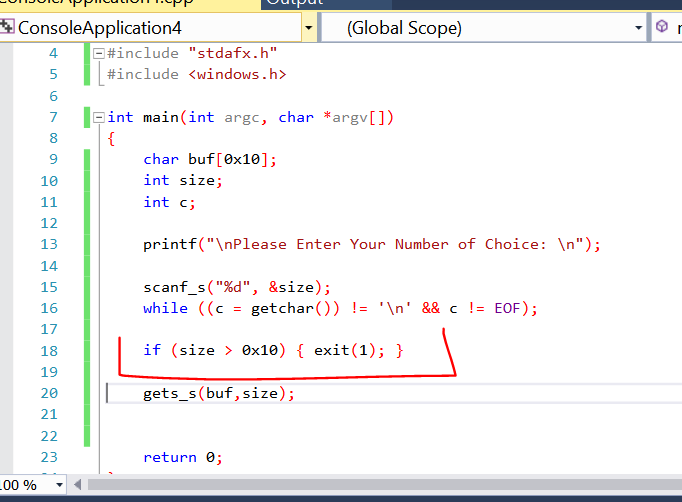 ConsoleApplication4.cpp Output
ConsoleApplication4 (Global Scope)
4 #include "stdafx.h"
5 #include <windows.h>
6
7 int main(int argc, char *argv[])
8 {
9 char buf[0x10];
10 int size;
11 int c;
12
13 printf("\nPlease Enter Your Number of Choice: \n");
14
15 scanf_s("%d", &size);
16 while ((c = getchar()) != '\n' && c != EOF);
17
18 if (size > 0x10) { exit(1); }
19
20 gets_s(buf,size);
21
22
23 return 0;
100 %